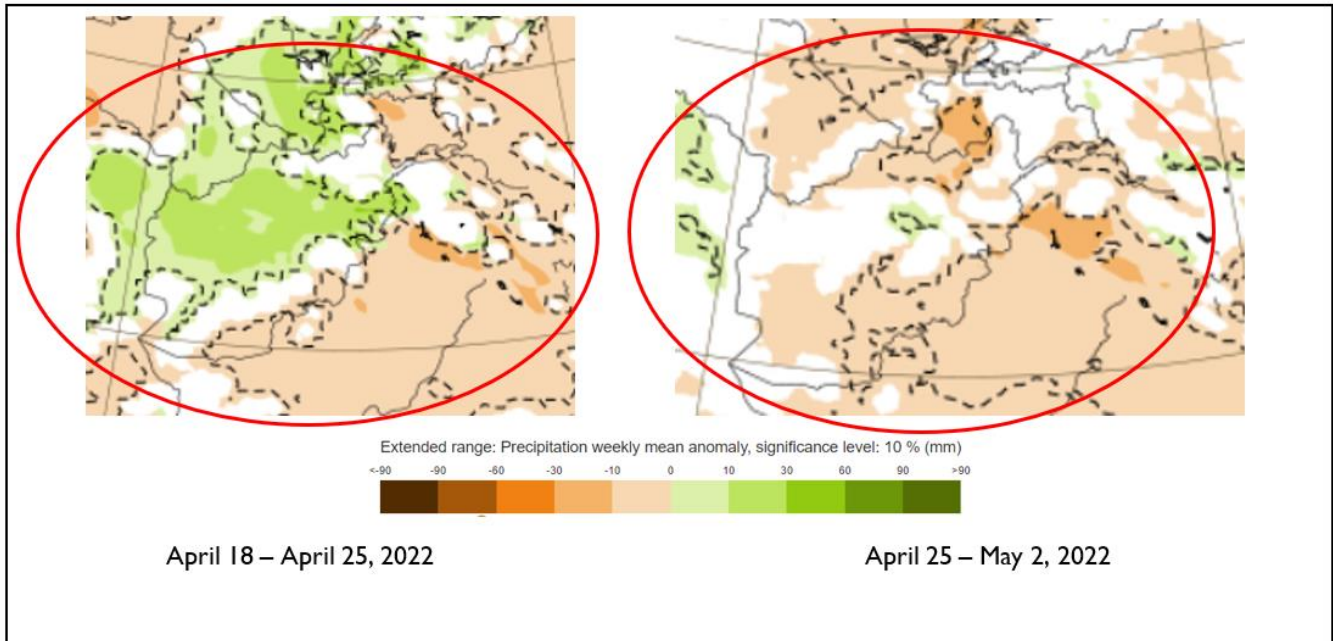 Extended range: Precipitation weekly mean anomaly, significance level: 10 % (mm)
<-90 -90 -60 -30 -10 0 10 30 60 90 >90
April 18 – April 25, 2022 April 25 – May 2, 2022